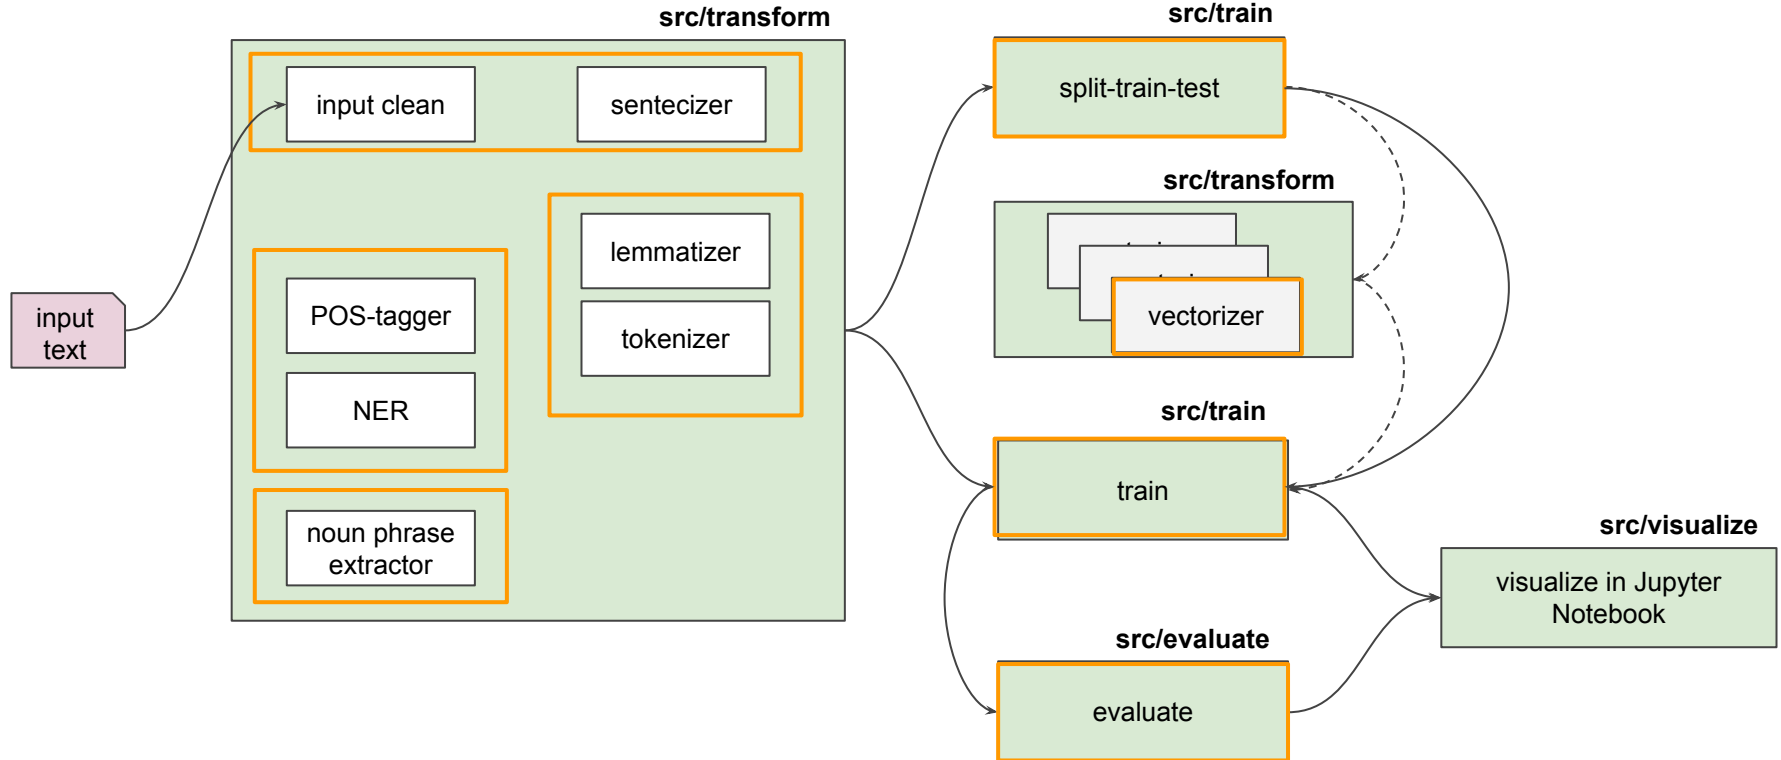 src/transform
src/train
input clean
sentecizer
split-train-test
src/transform
lemmatizer
vectorizer
tokenizer
input
text
POS-tagger
NER
src/train
train
noun phrase
extractor
src/visualize
visualize in Jupyter
Notebook
src/evaluate
evaluate